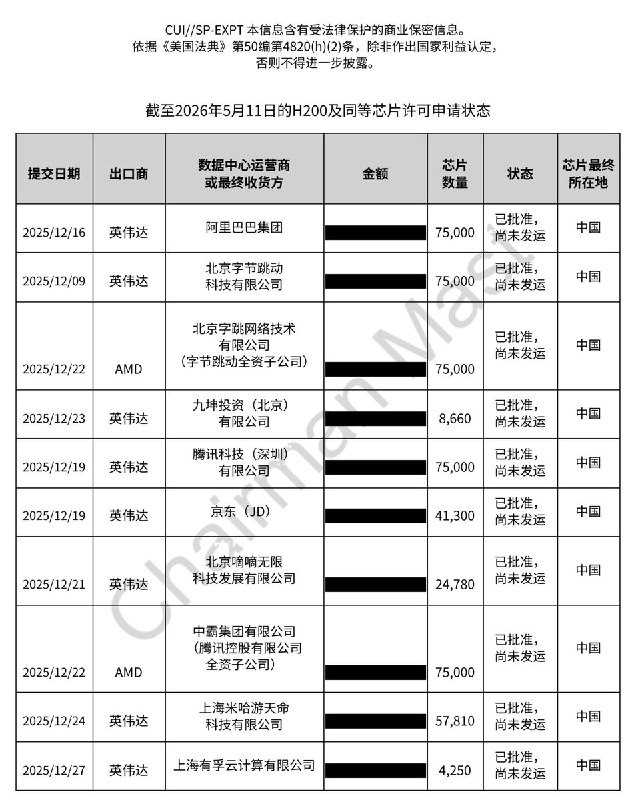 CUI//SP-EXPT 本信息含有受法律保护的商业保密信息。
依据《美国法典》第50编第4820(h)(2)条，除非作出国家利益认定，
否则不得进一步披露。
截至2026年5月11日的H200及同等芯片许可申请状态
提交日期 出口商 数据中心运营商 或最终收货方 金额 芯片 数量 状态 芯片最终 所在地
2025/12/16 英伟达 阿里巴巴集团 75,000 已批准， 尚未发运 中国
2025/12/09 英伟达 北京字节跳动 科技有限公司 75,000 已批准， 尚未发运 中国
2025/12/22 AMD 北京字跳网络技术 有限公司 （字节跳动全资子公司） 75,000 已批准， 尚未发运 中国
2025/12/23 英伟达 九坤投资（北京） 有限公司 8,660 已批准， 尚未发运 中国
2025/12/19 英伟达 腾讯科技（深圳） 有限公司 75,000 已批准， 尚未发运 中国
2025/12/19 英伟达 京东（JD） 41,300 已批准， 尚未发运 中国
2025/12/21 英伟达 北京嘀嘀无限 科技发展有限公司 24,780 已批准， 尚未发运 中国
2025/12/22 AMD 中霸集团有限公司 （腾讯控股有限公司 全资子公司） 75,000 已批准， 尚未发运 中国
2025/12/24 英伟达 上海米哈游天命 科技有限公司 57,810 已批准， 尚未发运 中国
2025/12/27 英伟达 上海有孚云计算有限公司 4,250 已批准， 尚未发运 中国
Chairman Mast